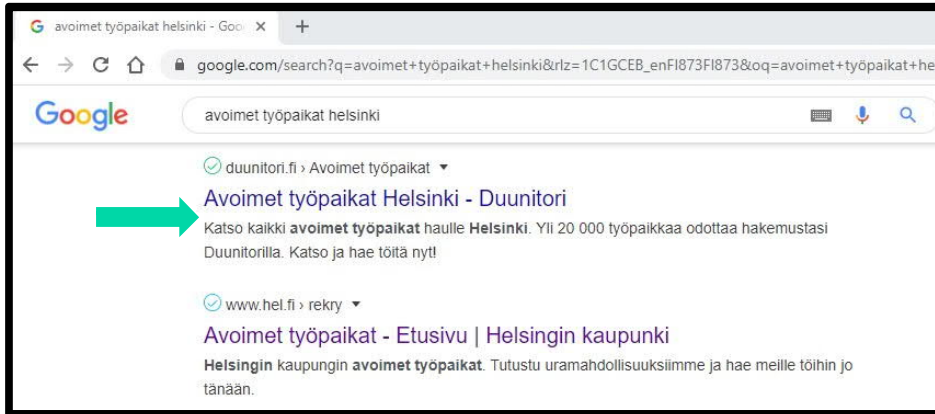 avoimet työpaikat helsinki - Goo
google.com/search?q=avoimet+työpaikat+helsinki&rlz=1C1GCEB_enFI873FI873&oq=avoimet+työpaikat+he
Google
avoimet työpaikat helsinki
duunitori.fi › Avoimet työpaikat
Avoimet työpaikat Helsinki - Duunitori
Katso kaikki avoimet työpaikat haulle Helsinki. Yli 20 000 työpaikkaa odottaa hakemustasi
Duunitorilla. Katso ja hae töitä nyt!
www.hel.fi › rekry
Avoimet työpaikat - Etusivu | Helsingin kaupunki
Helsingin kaupungin avoimet työpaikat. Tutustu uramahdollisuuksiimme ja hae meille töihin jo
tänään.